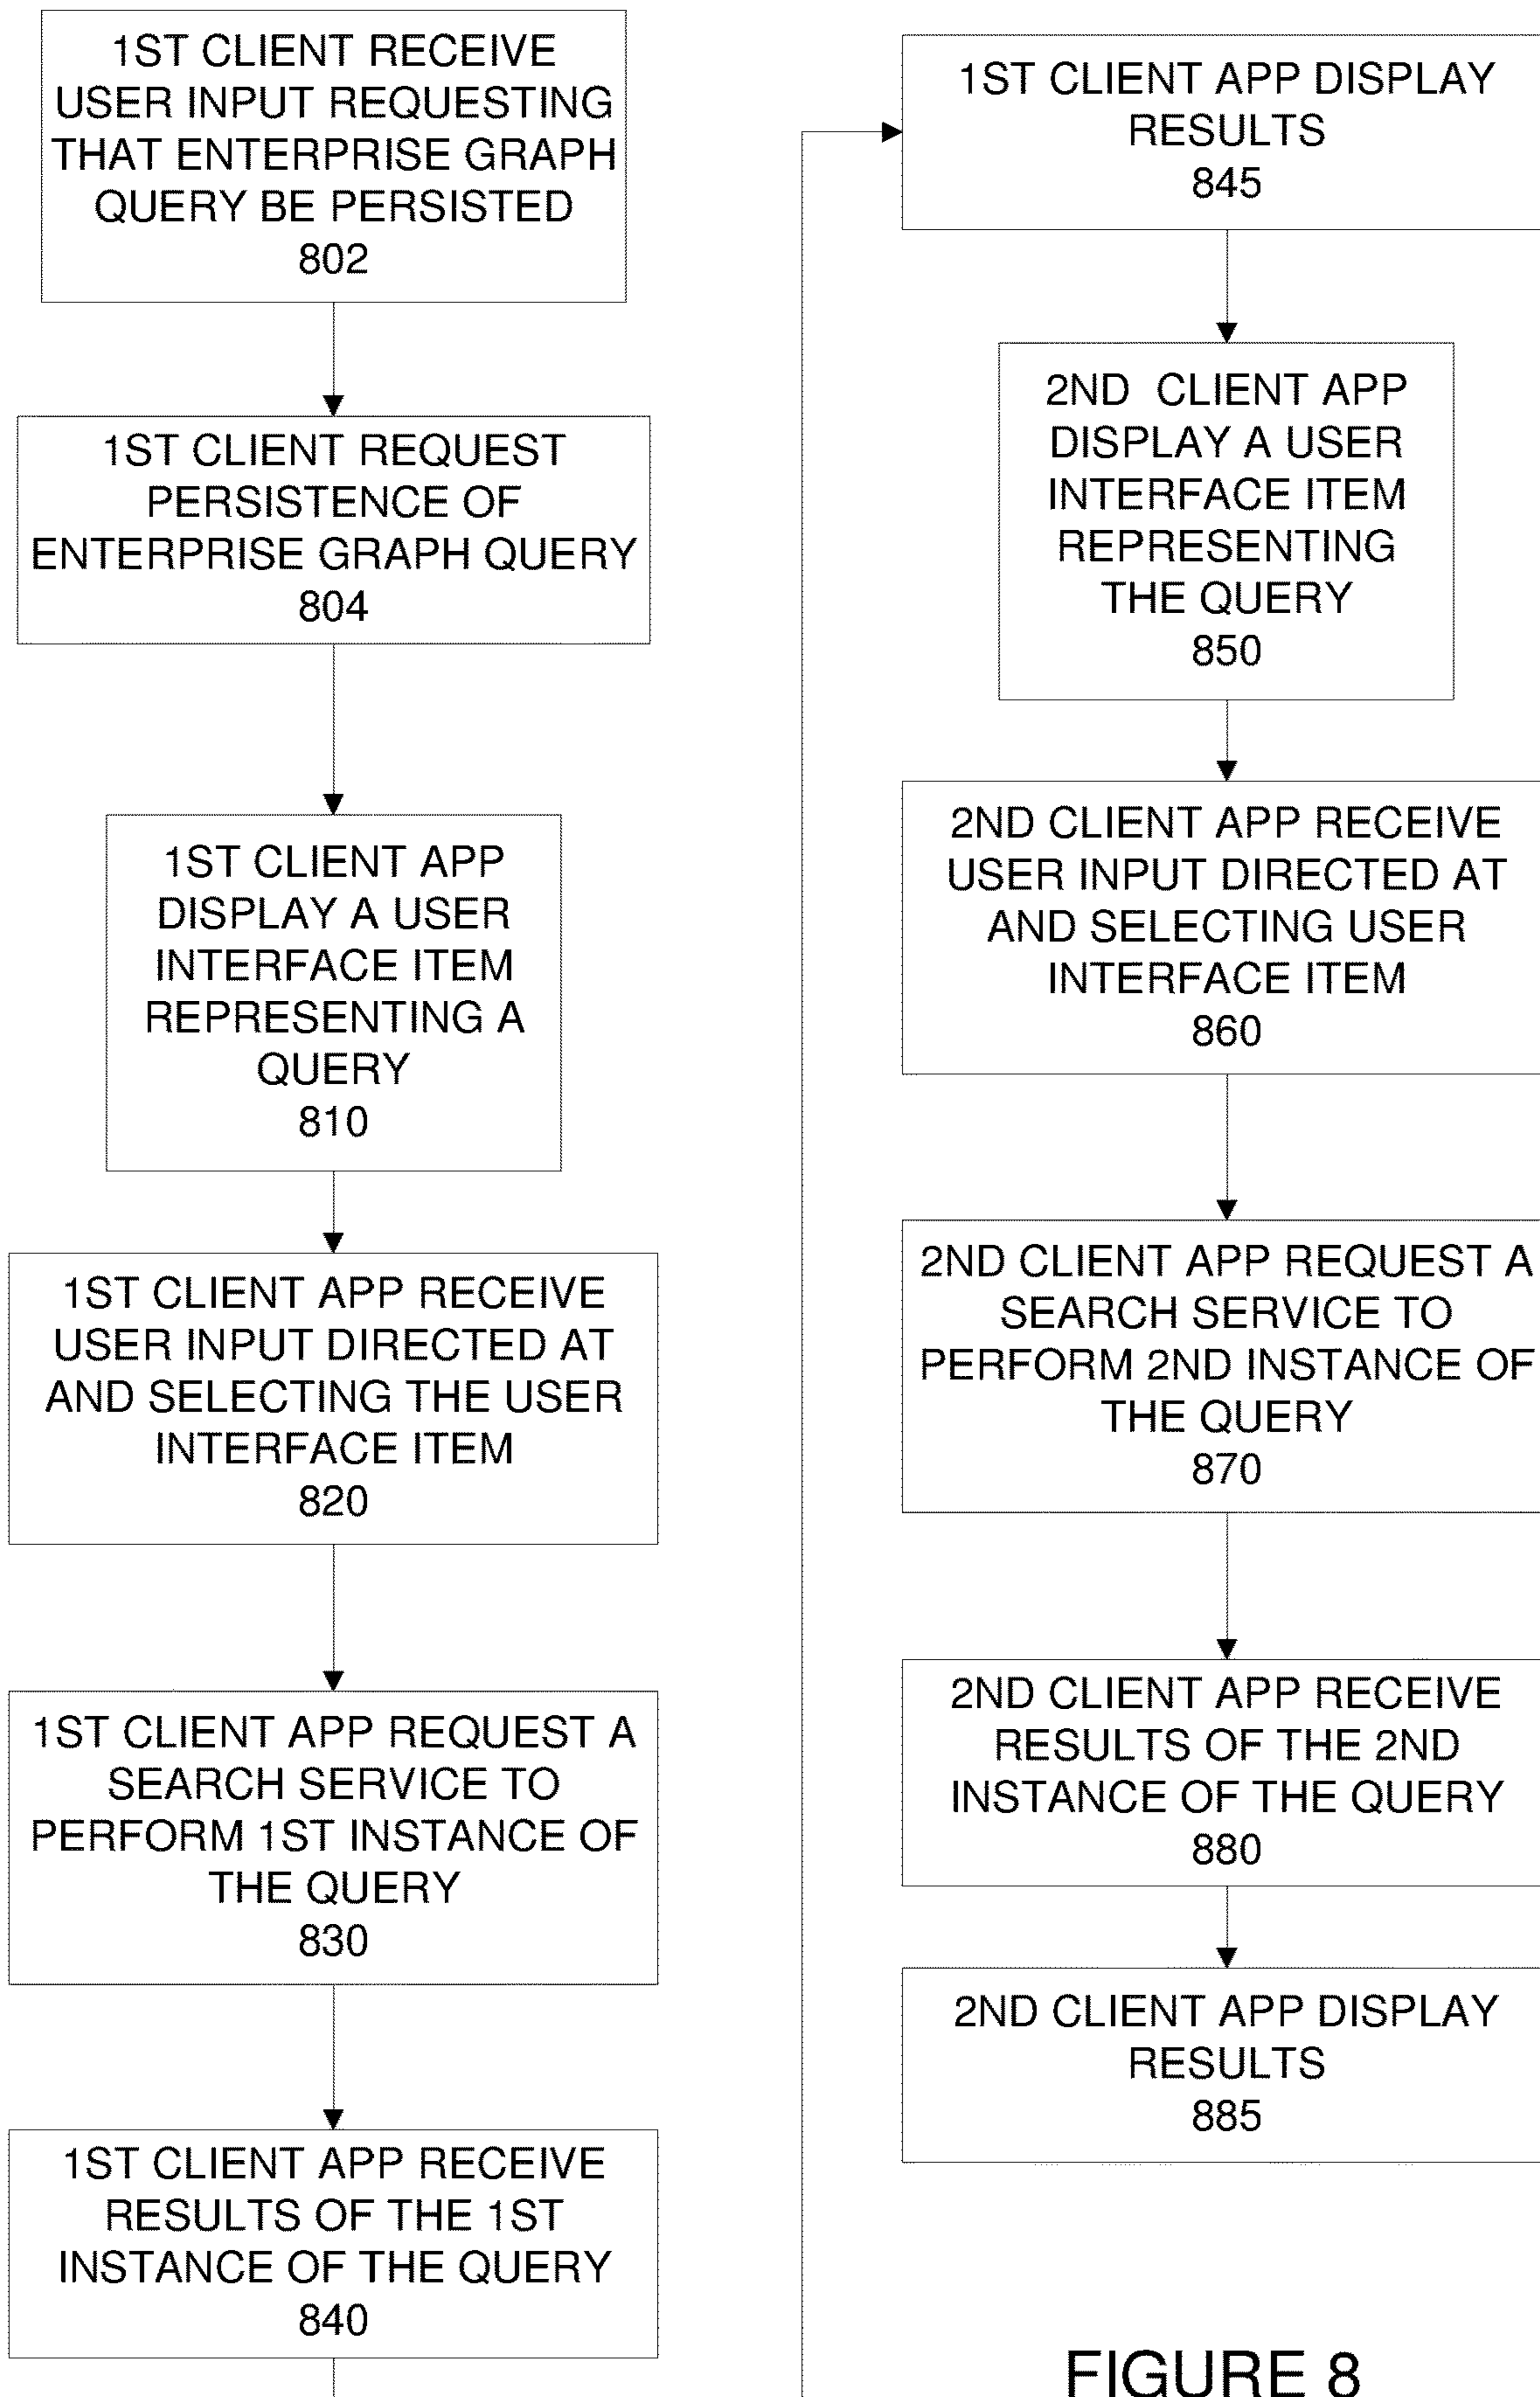 1ST CLIENT RECEIVE
USER INPUT REQUESTING
THAT ENTERPRISE GRAPH
QUERY BE PERSISTED
802
1ST CLIENT REQUEST
PERSISTENCE OF
ENTERPRISE GRAPH QUERY
804
1ST CLIENT APP
DISPLAY A USER
INTERFACE ITEM
REPRESENTING A
QUERY
810
1ST CLIENT APP RECEIVE
USER INPUT DIRECTED AT
AND SELECTING THE USER
INTERFACE ITEM
820
1ST CLIENT APP REQUEST A
SEARCH SERVICE TO
PERFORM 1ST INSTANCE OF
THE QUERY
830
1ST CLIENT APP RECEIVE
RESULTS OF THE 1ST
INSTANCE OF THE QUERY
840
1ST CLIENT APP DISPLAY
RESULTS
845
2ND CLIENT APP
DISPLAY A USER
INTERFACE ITEM
REPRESENTING
THE QUERY
850
2ND CLIENT APP RECEIVE
USER INPUT DIRECTED AT
AND SELECTING USER
INTERFACE ITEM
860
2ND CLIENT APP REQUEST A
SEARCH SERVICE TO
PERFORM 2ND INSTANCE OF
THE QUERY
870
2ND CLIENT APP RECEIVE
RESULTS OF THE 2ND
INSTANCE OF THE QUERY
880
2ND CLIENT APP DISPLAY
RESULTS
885
FIGURE 8